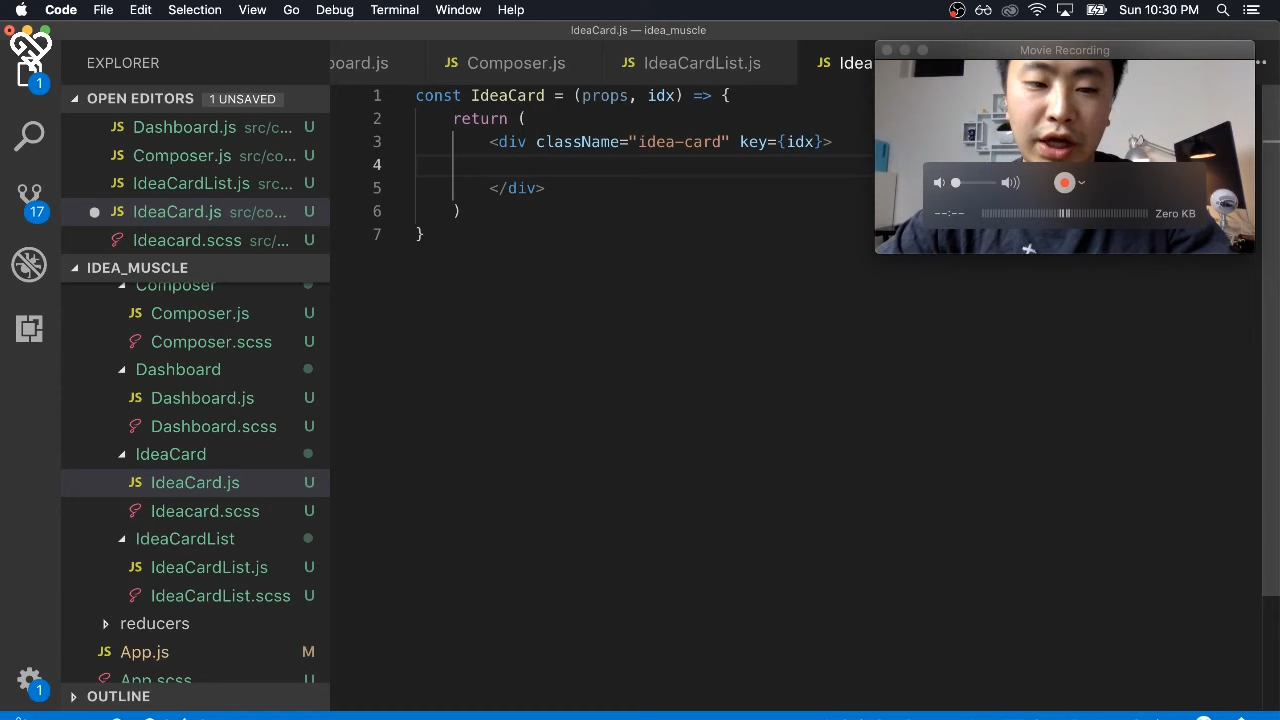 Code File Edit Selection View Go Debug Terminal Window Help Sun 10:30 PM
IdeaCard.js — idea_muscle
Movie Recording
--:-- Zero KB
1
17
1
EXPLORER
OPEN EDITORS 1 UNSAVED
JS Dashboard.js src/c... U
JS Composer.js src/co... U
JS IdeaCardList.js src/c... U
JS IdeaCard.js src/co... U
Ideacard.scss src/... U
IDEA_MUSCLE
Composer
JS Composer.js U
Composer.scss U
Dashboard
JS Dashboard.js U
Dashboard.scss U
IdeaCard
JS IdeaCard.js U
Ideacard.scss U
IdeaCardList
JS IdeaCardList.js U
IdeaCardList.scss U
reducers
JS App.js M
App.scss U
OUTLINE
board.js JS Composer.js JS IdeaCardList.js JS Idea
1 const IdeaCard = (props, idx) => {
2 return (
3 <div className="idea-card" key={idx}>
4
5 </div>
6 )
7 }